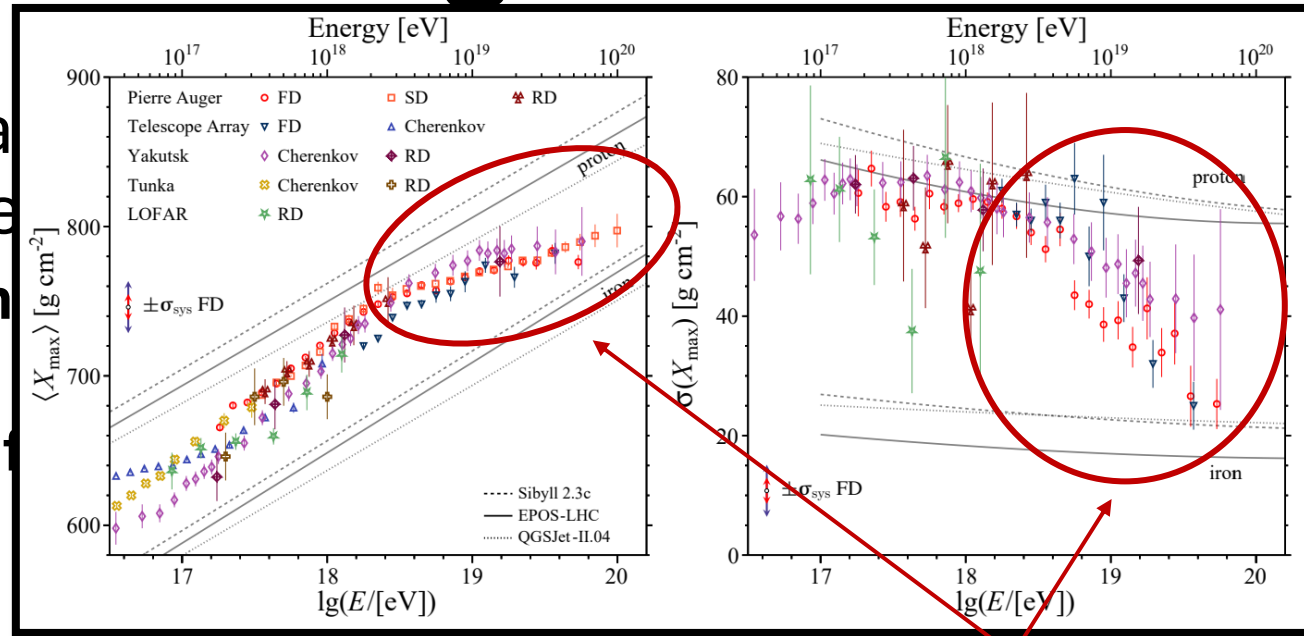 Energy [eV]
10^17 10^18 10^19 10^20
900
800
700
600
⟨X_max⟩ [g cm^-2]
Pierre Auger FD SD RD
Telescope Array FD Cherenkov
Yakutsk Cherenkov RD
Tunka Cherenkov RD
LOFAR RD
±σ_sys FD
proton
iron
Sibyll 2.3c
EPOS-LHC
QGSJet-II.04
17 18 19 20
lg(E/[eV])
Energy [eV]
10^17 10^18 10^19 10^20
80
60
40
20
0
σ(X_max) [g cm^-2]
proton
iron
±σ_sys FD
17 18 19 20
lg(E/[eV])